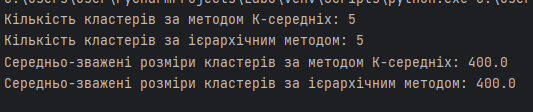 Кількість кластерів за методом К-середніх: 5
Кількість кластерів за ієрархічним методом: 5
Середньо-зважені розміри кластерів за методом К-середніх: 400.0
Середньо-зважені розміри кластерів за ієрархічним методом: 400.0